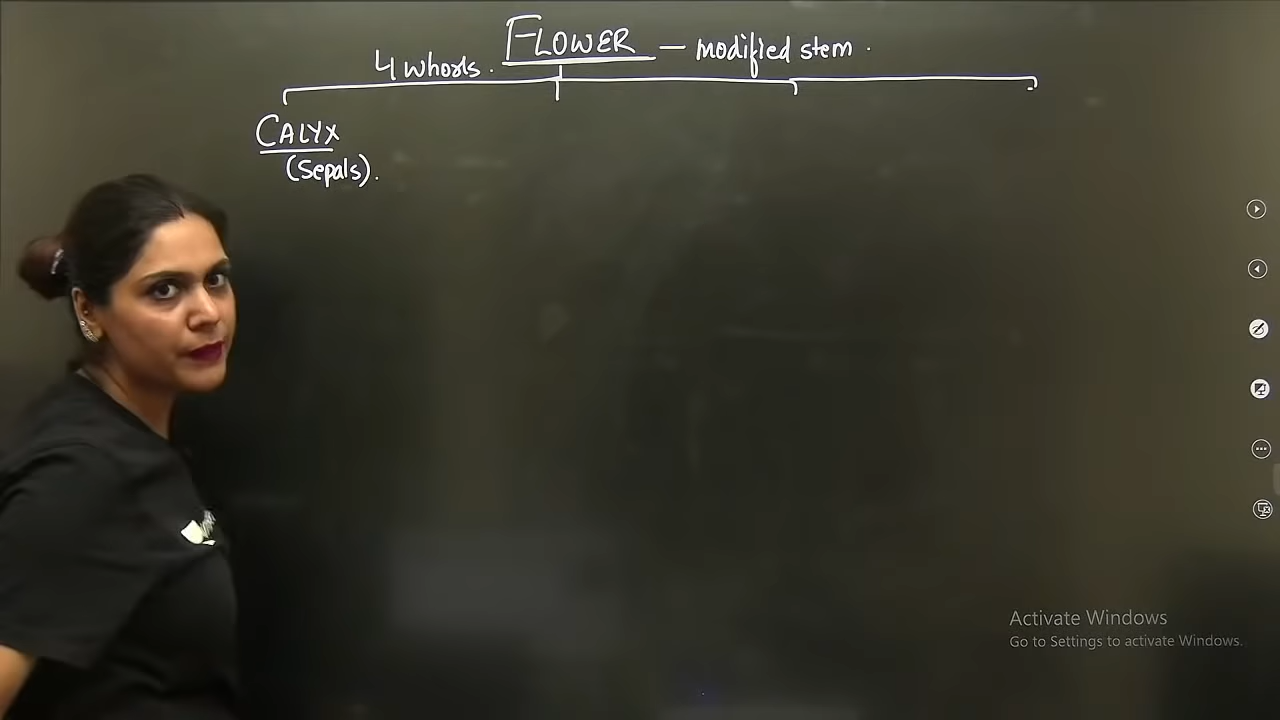 FLOWER — modified stem .
4 whorls .
CALYX
(Sepals).
Activate Windows
Go to Settings to activate Windows.